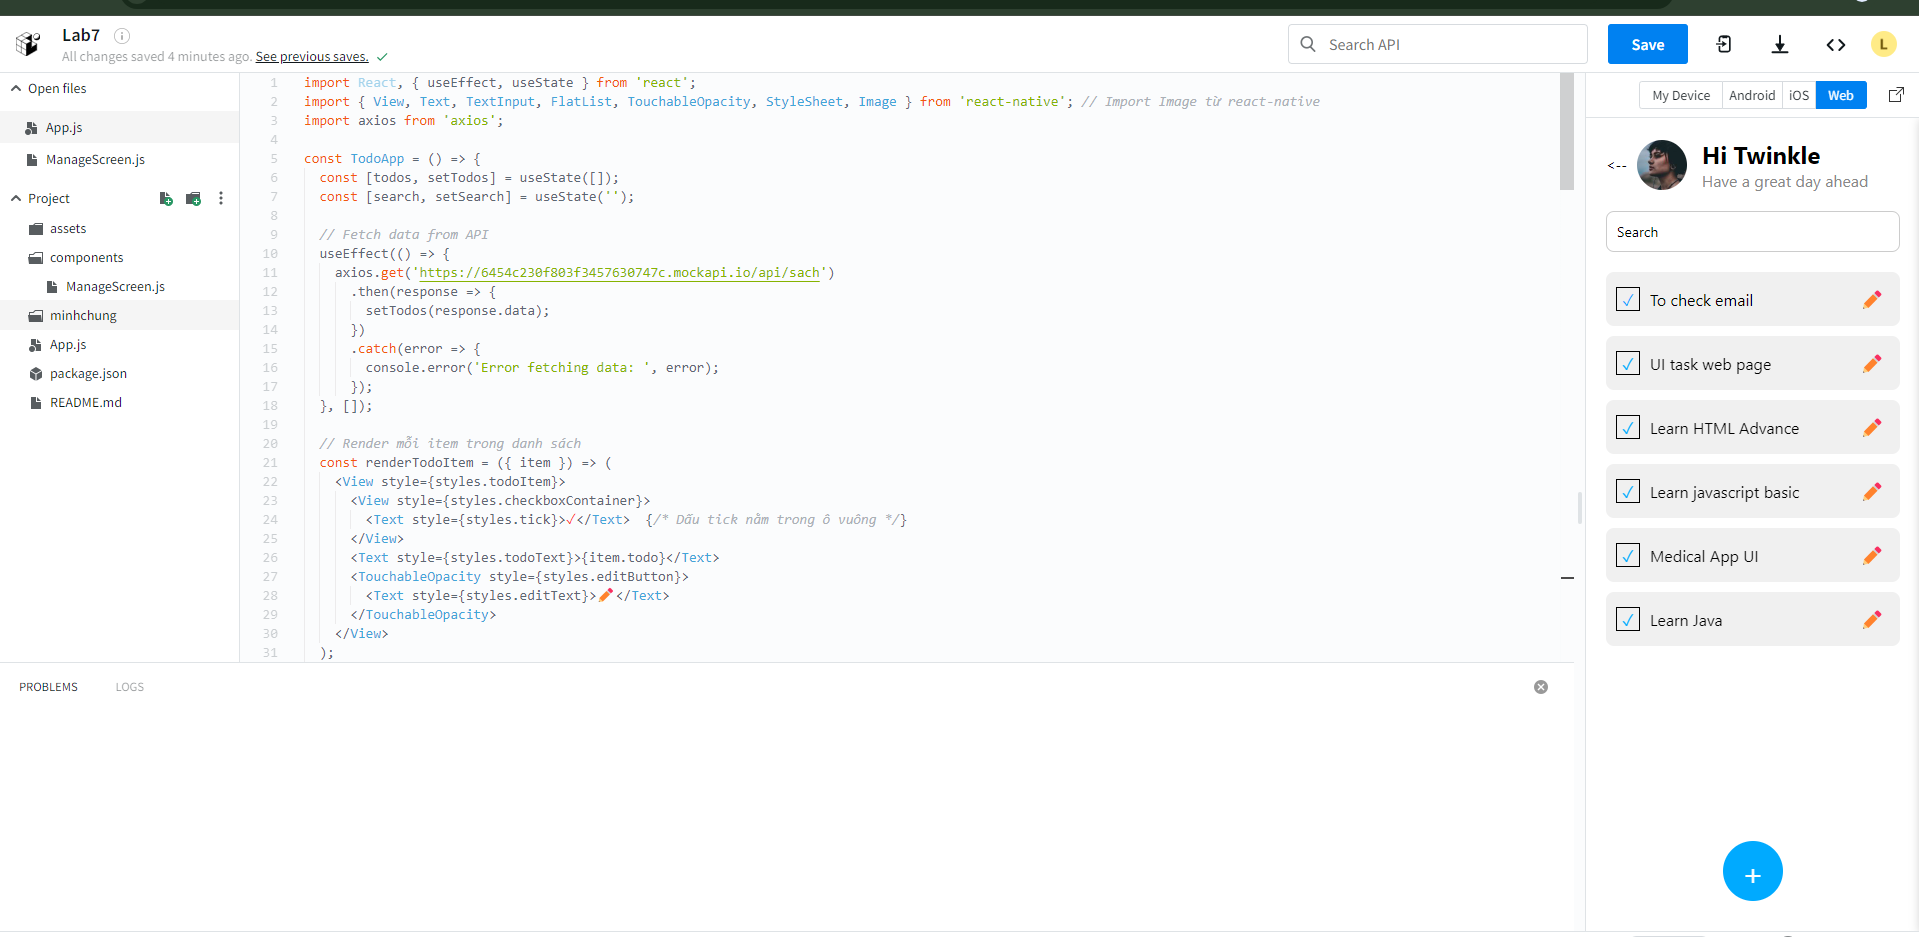 Lab7
All changes saved 4 minutes ago. See previous saves. ✓
Search API
Save
L
Open files
App.js
ManageScreen.js
Project
assets
components
ManageScreen.js
minhchung
App.js
package.json
README.md
1 import React, { useEffect, useState } from 'react';
2 import { View, Text, TextInput, FlatList, TouchableOpacity, StyleSheet, Image } from 'react-native'; // Import Image từ react-native
3 import axios from 'axios';
4
5 const TodoApp = () => {
6   const [todos, setTodos] = useState([]);
7   const [search, setSearch] = useState('');
8
9   // Fetch data from API
10   useEffect(() => {
11     axios.get('https://6454c230f803f3457630747c.mockapi.io/api/sach')
12       .then(response => {
13         setTodos(response.data);
14       })
15       .catch(error => {
16         console.error('Error fetching data: ', error);
17       });
18   }, []);
19
20   // Render mỗi item trong danh sách
21   const renderTodoItem = ({ item }) => (
22     <View style={styles.todoItem}>
23       <View style={styles.checkboxContainer}>
24         <Text style={styles.tick}>✓</Text>  {/* Dấu tick nằm trong ô vuông */}
25       </View>
26       <Text style={styles.todoText}>{item.todo}</Text>
27       <TouchableOpacity style={styles.editButton}>
28         <Text style={styles.editText}>✏️</Text>
29       </TouchableOpacity>
30     </View>
31   );
PROBLEMS
LOGS
My Device
Android
iOS
Web
<--
Hi Twinkle
Have a great day ahead
Search
✓ To check email
✓ UI task web page
✓ Learn HTML Advance
✓ Learn javascript basic
✓ Medical App UI
✓ Learn Java
+